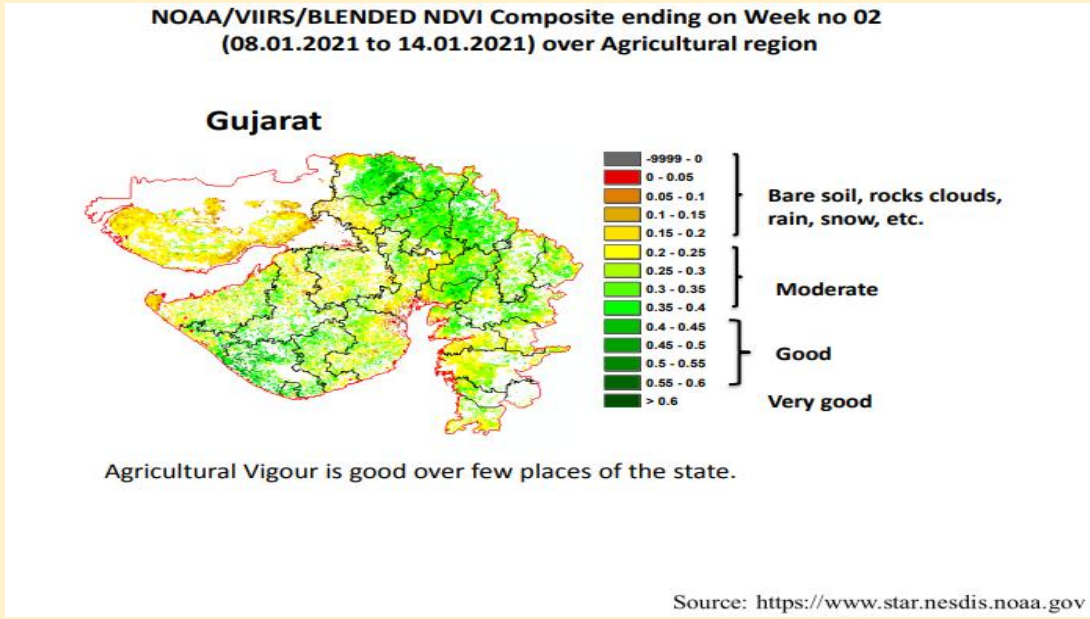 NOAA/VIIRS/BLENDED NDVI Composite ending on Week no 02
(08.01.2021 to 14.01.2021) over Agricultural region
Gujarat
-9999 - 0
0 - 0.05
0.05 - 0.1
0.1 - 0.15
0.15 - 0.2
0.2 - 0.25
0.25 - 0.3
0.3 - 0.35
0.35 - 0.4
0.4 - 0.45
0.45 - 0.5
0.5 - 0.55
0.55 - 0.6
> 0.6
Bare soil, rocks clouds,
rain, snow, etc.
Moderate
Good
Very good
Agricultural Vigour is good over few places of the state.
Source: https://www.star.nesdis.noaa.gov